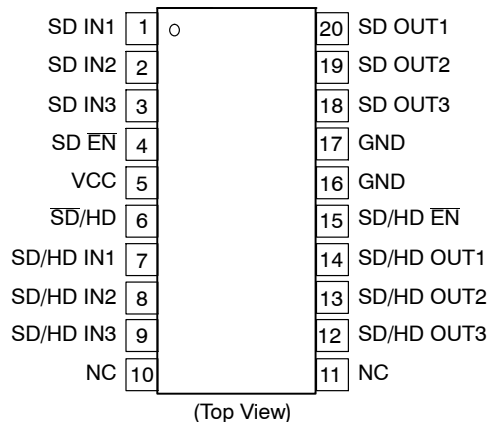 SD IN1 1 20 SD OUT1
SD IN2 2 19 SD OUT2
SD IN3 3 18 SD OUT3
SD E̅N̅ 4 17 GND
VCC 5 16 GND
S̅D̅/HD 6 15 SD/HD E̅N̅
SD/HD IN1 7 14 SD/HD OUT1
SD/HD IN2 8 13 SD/HD OUT2
SD/HD IN3 9 12 SD/HD OUT3
NC 10 11 NC
(Top View)